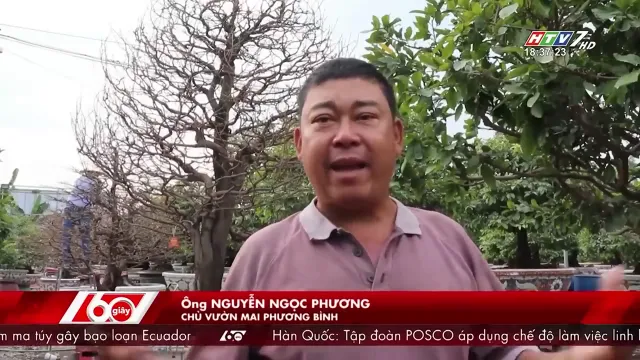 HTV7 HD
18:37:23
60 giây
Ông NGUYỄN NGỌC PHƯƠNG
CHỦ VƯỜN MAI PHƯƠNG BÌNH
m ma túy gây bạo loạn Ecuador 60 Hàn Quốc: Tập đoàn POSCO áp dụng chế độ làm việc linh